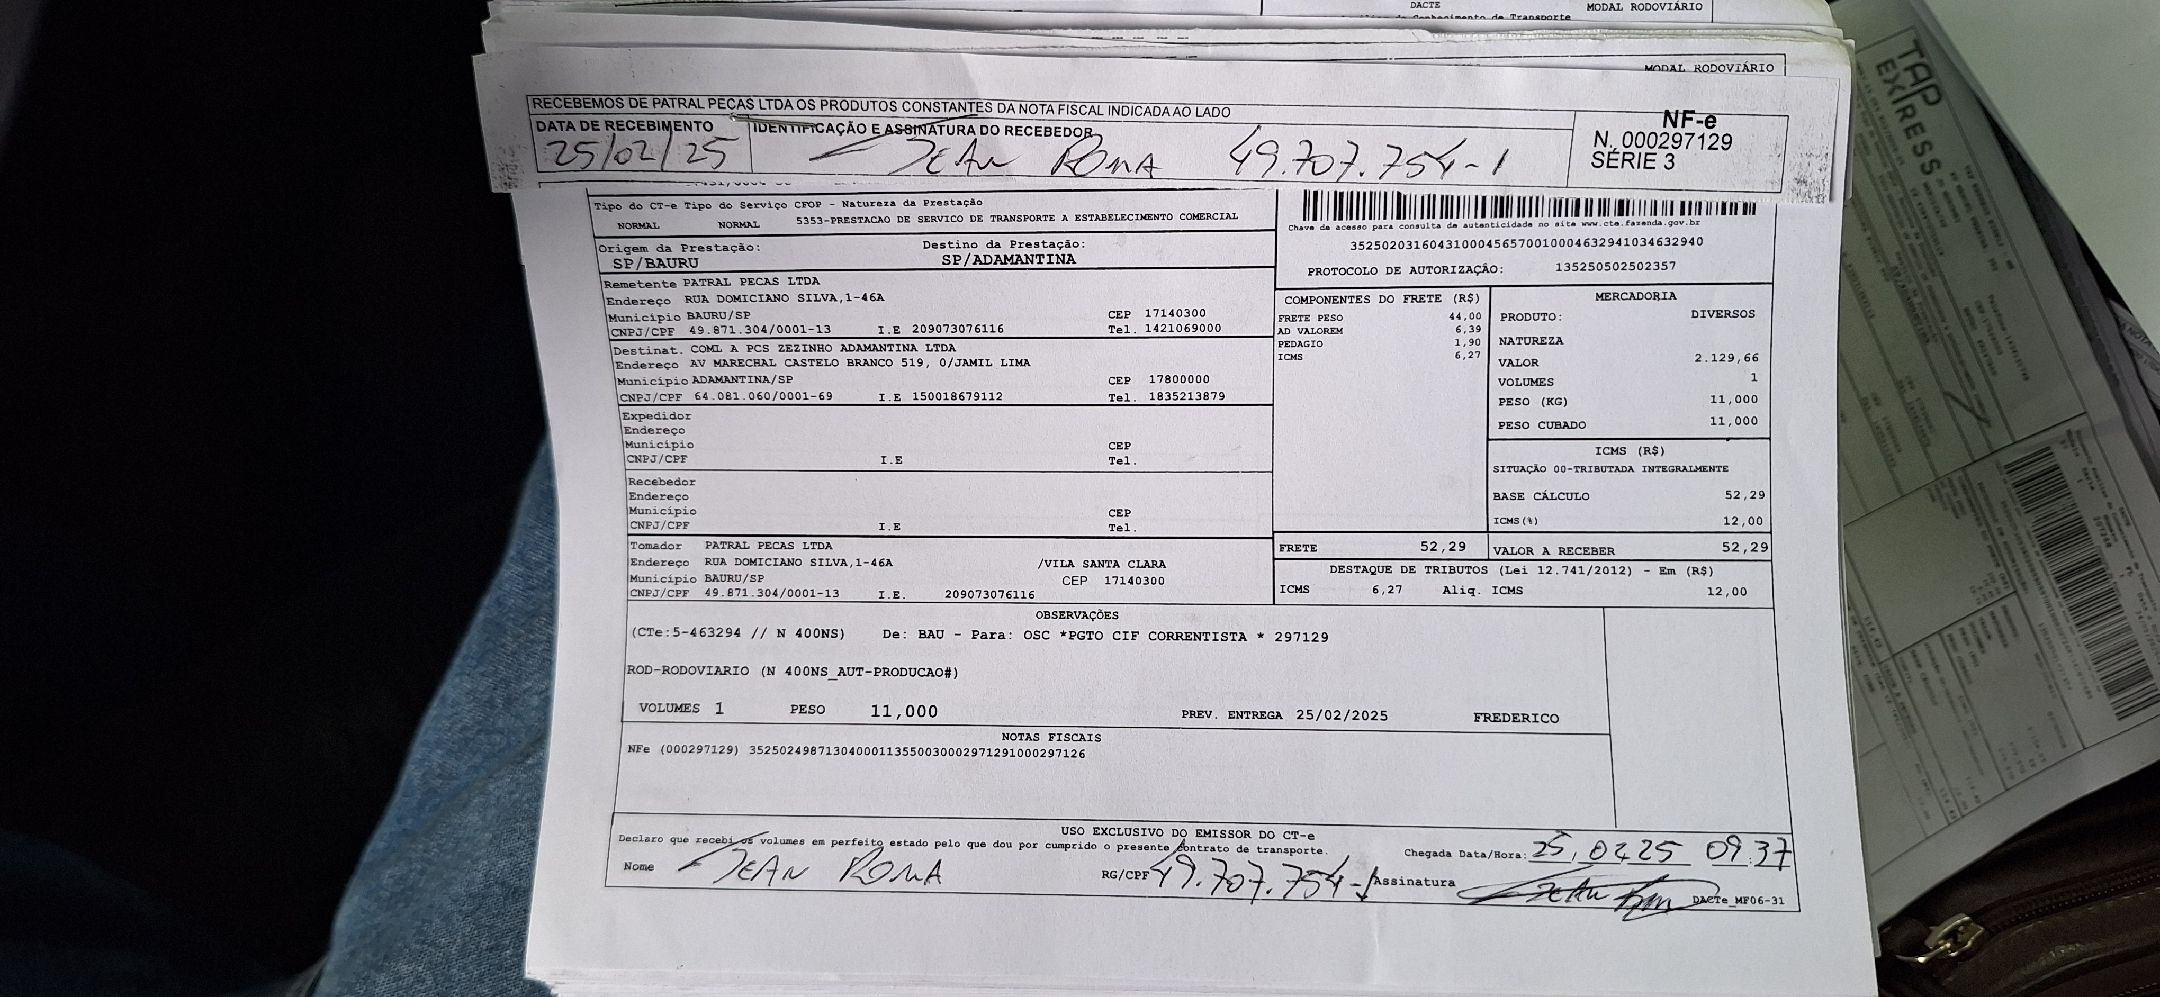 DACTE
MODAL RODOVIÁRIO
Conhecimento de Transporte
MODAL RODOVIÁRIO
RECEBEMOS DE PATRAL PEÇAS LTDA OS PRODUTOS CONSTANTES DA NOTA FISCAL INDICADA AO LADO
DATA DE RECEBIMENTO IDENTIFICAÇÃO E ASSINATURA DO RECEBEDOR
25/02/25 JEAN ROMA 49.707.754-1
NF-e
N. 000297129
SÉRIE 3
Tipo do CT-e Tipo do Serviço CFOP - Natureza da Prestação
NORMAL NORMAL 5353-PRESTACAO DE SERVICO DE TRANSPORTE A ESTABELECIMENTO COMERCIAL
Origem da Prestação: Destino da Prestação:
SP/BAURU SP/ADAMANTINA
Chave de acesso para consulta de autenticidade no site www.cte.fazenda.gov.br
35250203160431000456570010004632941034632940
PROTOCOLO DE AUTORIZAÇÃO: 135250502502357
Remetente PATRAL PECAS LTDA
Endereço RUA DOMICIANO SILVA,1-46A
Município BAURU/SP CEP 17140300
CNPJ/CPF 49.871.304/0001-13 I.E 209073076116 Tel. 1421069000
Destinat. COML A PCS ZEZINHO ADAMANTINA LTDA
Endereço AV MARECHAL CASTELO BRANCO 519, 0/JAMIL LIMA
Município ADAMANTINA/SP CEP 17800000
CNPJ/CPF 64.081.060/0001-69 I.E 150018679112 Tel. 1835213879
Expedidor
Endereço
Município CEP
CNPJ/CPF I.E Tel.
Recebedor
Endereço
Município CEP
CNPJ/CPF I.E Tel.
Tomador PATRAL PECAS LTDA
Endereço RUA DOMICIANO SILVA,1-46A /VILA SANTA CLARA
Município BAURU/SP CEP 17140300
CNPJ/CPF 49.871.304/0001-13 I.E. 209073076116
COMPONENTES DO FRETE (R$)
FRETE PESO 44,00
AD VALOREM 6,39
PEDAGIO 1,90
ICMS 6,27
MERCADORIA
PRODUTO: DIVERSOS
NATUREZA
VALOR 2.129,66
VOLUMES 1
PESO (KG) 11,000
PESO CUBADO 11,000
ICMS (R$)
SITUAÇÃO 00-TRIBUTADA INTEGRALMENTE
BASE CÁLCULO 52,29
ICMS(%) 12,00
FRETE 52,29 VALOR A RECEBER 52,29
DESTAQUE DE TRIBUTOS (Lei 12.741/2012) - Em (R$)
ICMS 6,27 Aliq. ICMS 12,00
OBSERVAÇÕES
(CTe:5-463294 // N 400NS) De: BAU - Para: OSC *PGTO CIF CORRENTISTA * 297129
ROD-RODOVIARIO (N 400NS_AUT-PRODUCAO#)
VOLUMES 1 PESO 11,000 PREV. ENTREGA 25/02/2025 FREDERICO
NOTAS FISCAIS
NFe (000297129) 35250249871304000113550030002971291000297126
USO EXCLUSIVO DO EMISSOR DO CT-e
Declaro que recebi os volumes em perfeito estado pelo que dou por cumprido o presente contrato de transporte.
Chegada Data/Hora: 25,02,25 09:37
Nome JEAN ROMA RG/CPF 49.707.754-1 Assinatura JEAN ROMA DACTe_MF06-31
TAP
EXPRESS